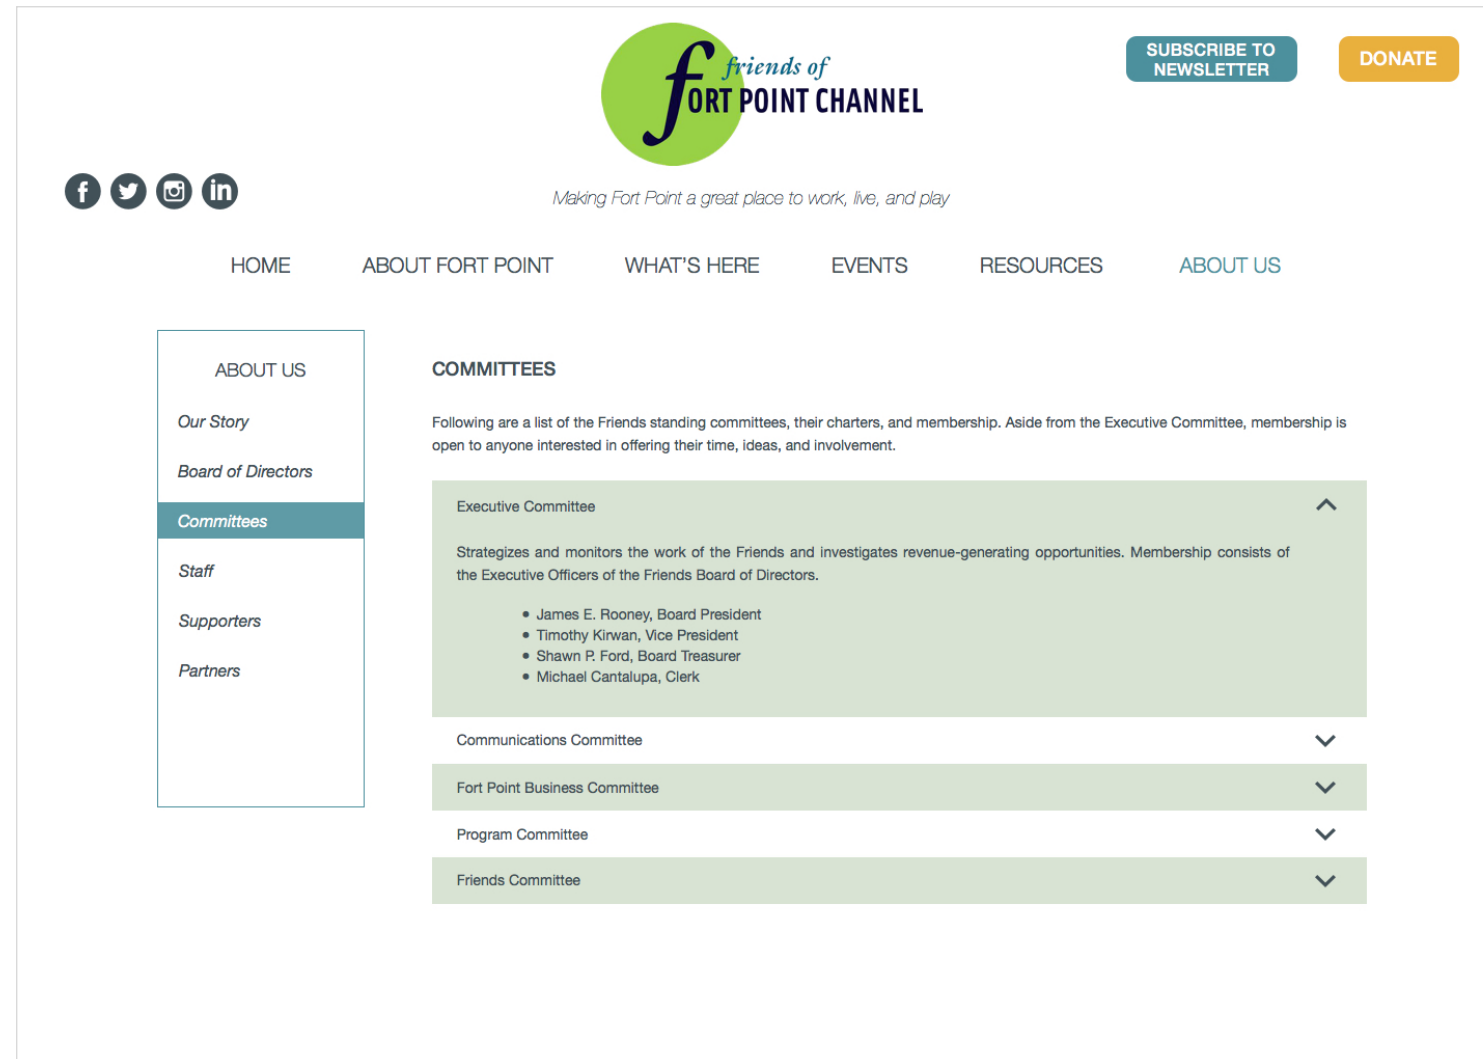 friends of
fORT POINT CHANNEL
SUBSCRIBE TO
NEWSLETTER
DONATE
Making Fort Point a great place to work, live, and play
HOME ABOUT FORT POINT WHAT'S HERE EVENTS RESOURCES ABOUT US
ABOUT US
Our Story
Board of Directors
Committees
Staff
Supporters
Partners
COMMITTEES
Following are a list of the Friends standing committees, their charters, and membership. Aside from the Executive Committee, membership is
open to anyone interested in offering their time, ideas, and involvement.
Executive Committee
Strategizes and monitors the work of the Friends and investigates revenue-generating opportunities. Membership consists of
the Executive Officers of the Friends Board of Directors.
• James E. Rooney, Board President
• Timothy Kirwan, Vice President
• Shawn P. Ford, Board Treasurer
• Michael Cantalupa, Clerk
Communications Committee
Fort Point Business Committee
Program Committee
Friends Committee